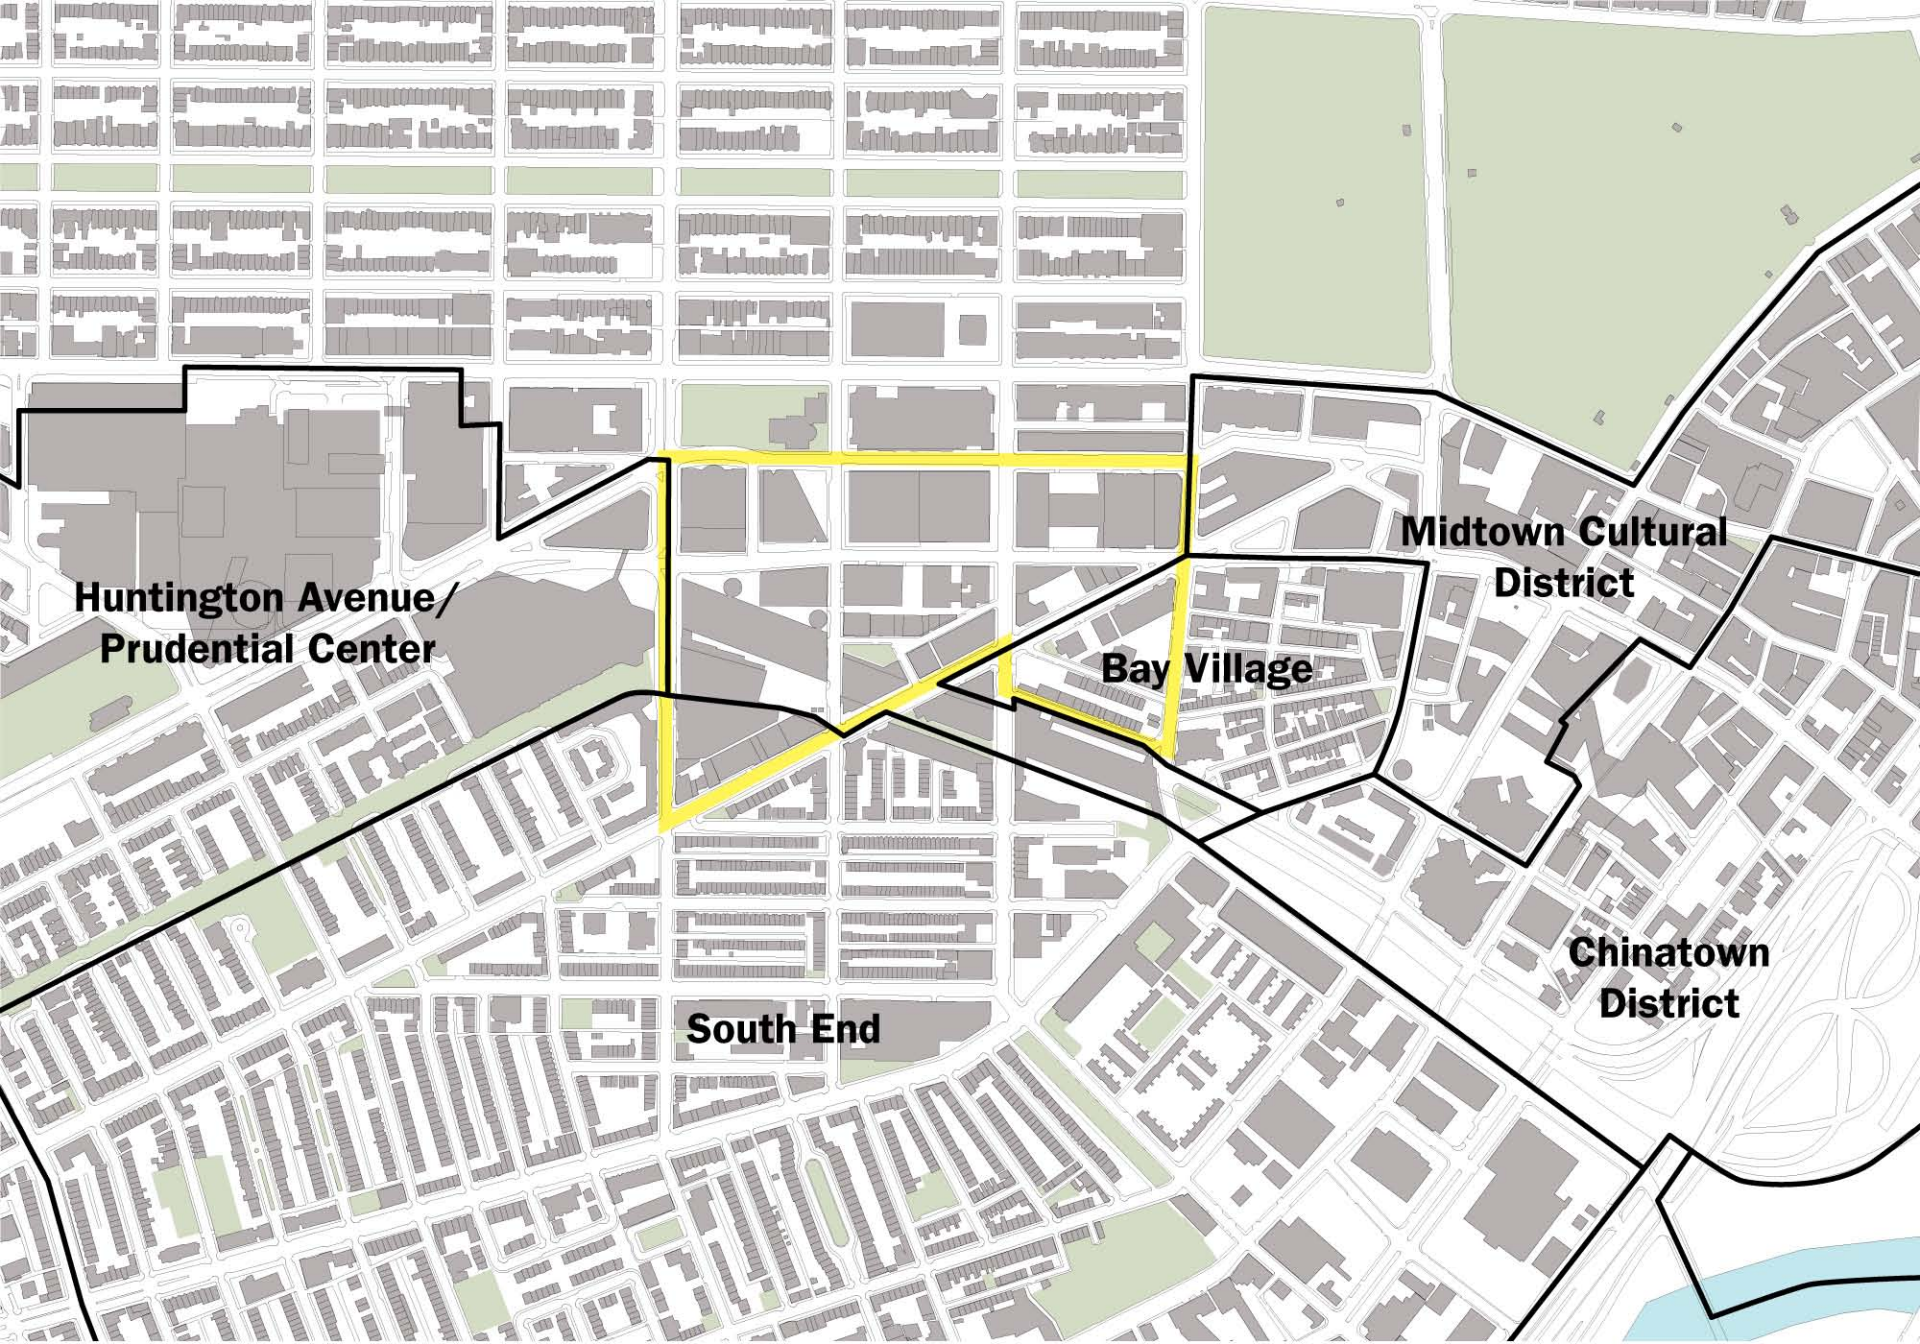 Midtown Cultural
District
Huntington Avenue/
Prudential Center
Bay Village
Chinatown
District
South End